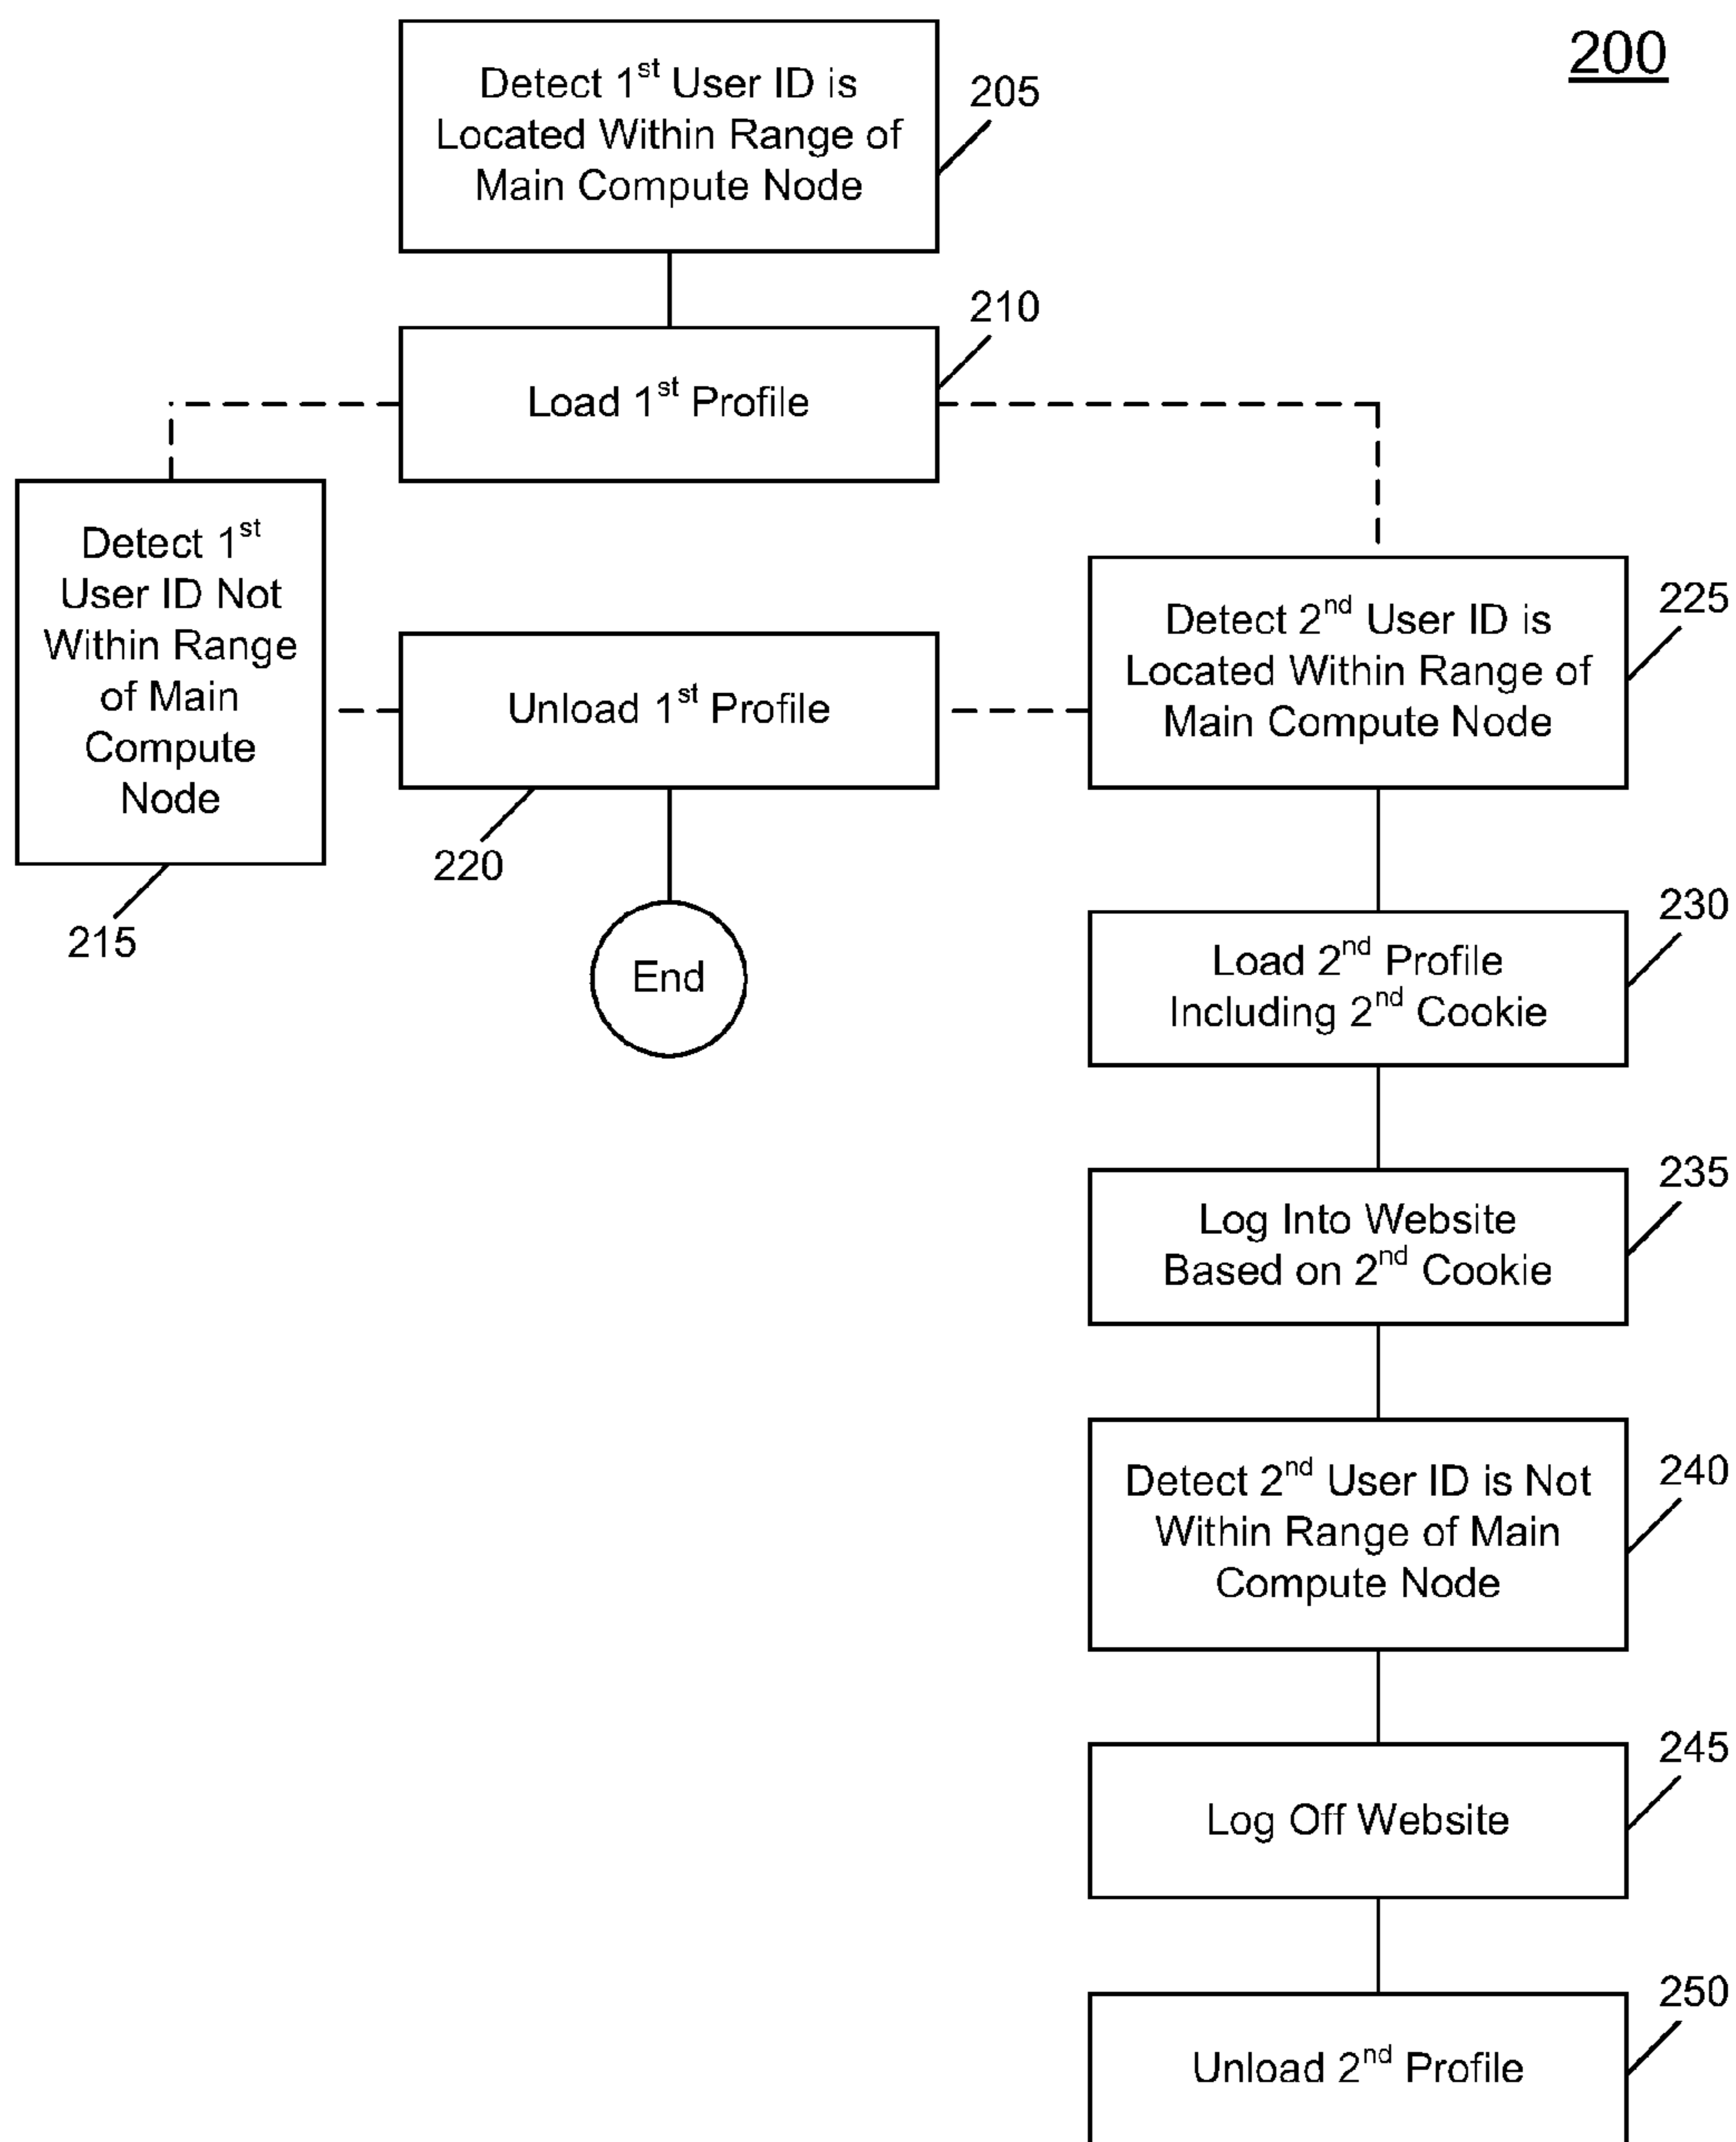 200
Detect 1st User ID is
Located Within Range of
Main Compute Node
205
Load 1st Profile
210
Detect 1st
User ID Not
Within Range
of Main
Compute
Node
215
Unload 1st Profile
220
End
Detect 2nd User ID is
Located Within Range of
Main Compute Node
225
Load 2nd Profile
Including 2nd Cookie
230
Log Into Website
Based on 2nd Cookie
235
Detect 2nd User ID is Not
Within Range of Main
Compute Node
240
Log Off Website
245
Unload 2nd Profile
250